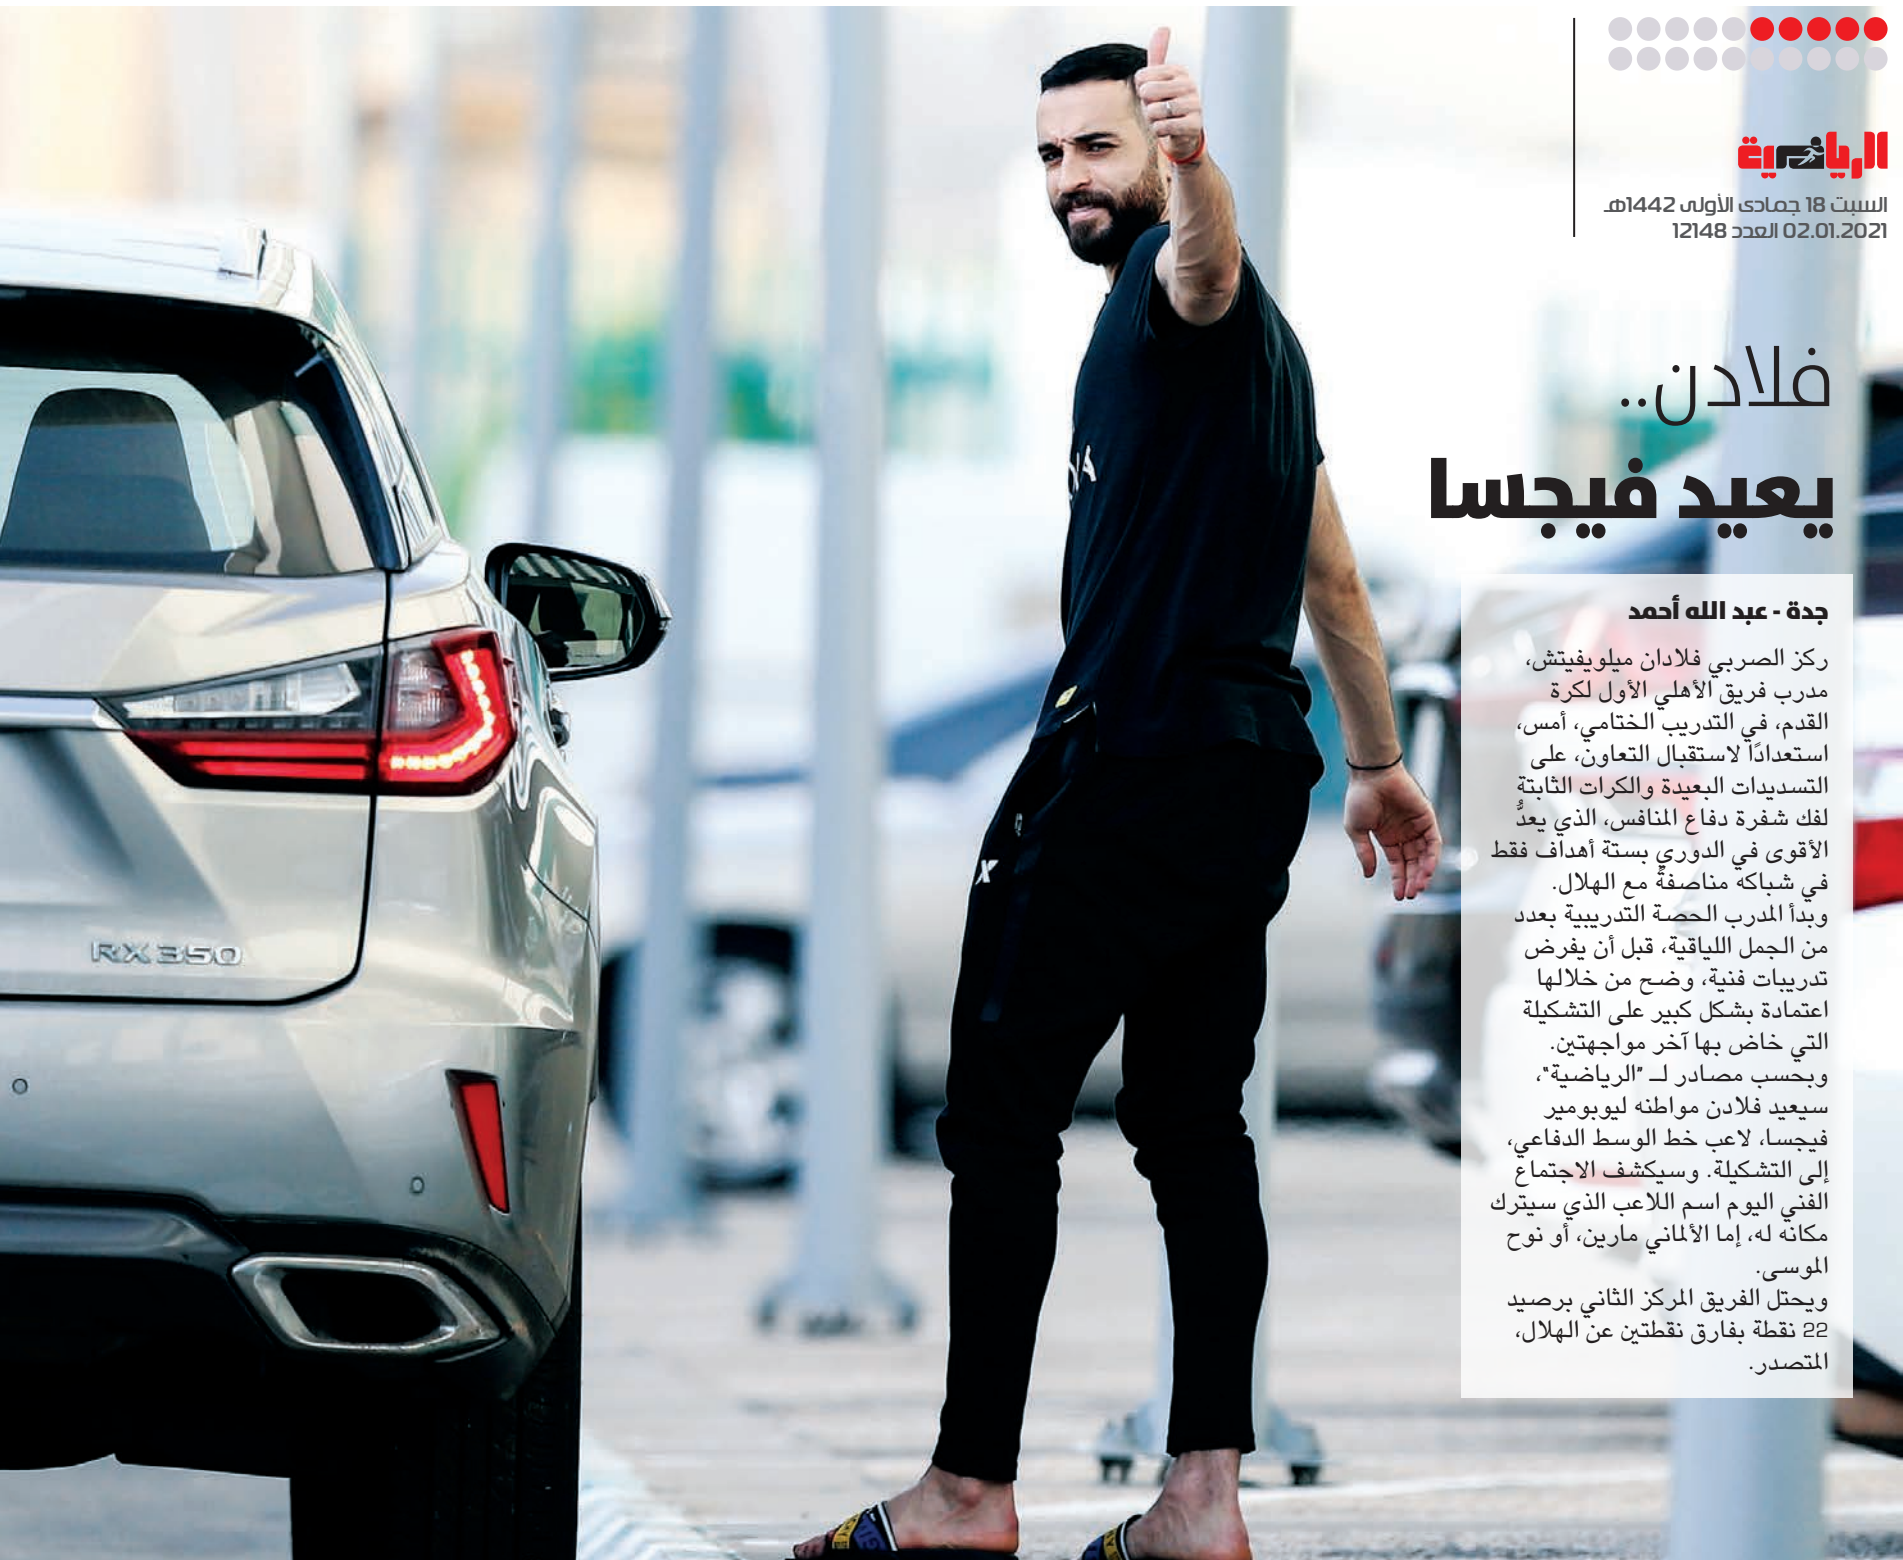 الرياضية
السبت 18 جمادى الأولى 1442هـ
02.01.2021 العدد 12148
فلادن..
يعيد فيجسا
جدة - عبد الله أحمد
ركز الصربي فلادان ميلويفيتش،
مدرب فريق الأهلي الأول لكرة
القدم، في التدريب الختامي، أمس،
استعدادًا لاستقبال التعاون، على
التسديدات البعيدة والكرات الثابتة
لفك شفرة دفاع المنافس، الذي يعدُّ
الأقوى في الدوري بستة أهداف فقط
في شباكه مناصفةً مع الهلال.
وبدأ المدرب الحصة التدريبية بعدد
من الجمل اللياقية، قبل أن يفرض
تدريبات فنية، وضح من خلالها
اعتمادة بشكل كبير على التشكيلة
التي خاض بها آخر مواجهتين.
وبحسب مصادر لـ "الرياضية"،
سيعيد فلادن مواطنه ليوبومير
فيجسا، لاعب خط الوسط الدفاعي،
إلى التشكيلة. وسيكشف الاجتماع
الفني اليوم اسم اللاعب الذي سيترك
مكانه له، إما الألماني مارين، أو نوح
الموسى.
ويحتل الفريق المركز الثاني برصيد
22 نقطة بفارق نقطتين عن الهلال،
المتصدر.
RX 350
X